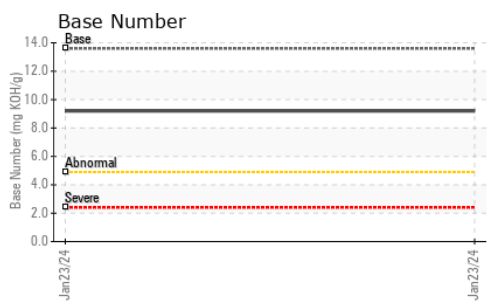 Base Number
Base Number (mg KOH/g)
14.0
12.0
10.0
8.0
6.0
4.0
2.0
0.0
Base
Abnormal
Severe
Jan23/24
Jan23/24